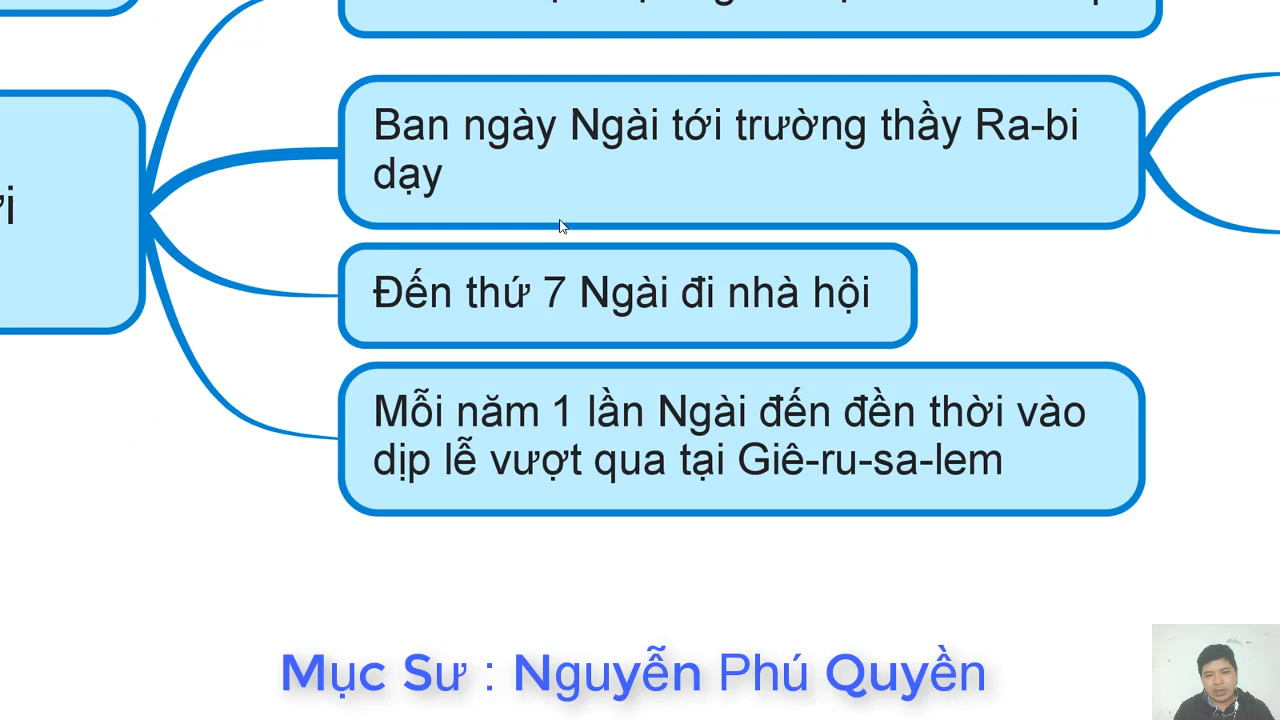 Ban ngày Ngài tới trường thầy Ra-bi
dạy
ơi
Đến thứ 7 Ngài đi nhà hội
Mỗi năm 1 lần Ngài đến đền thời vào
dịp lễ vượt qua tại Giê-ru-sa-lem
Mục Sư : Nguyễn Phú Quyền